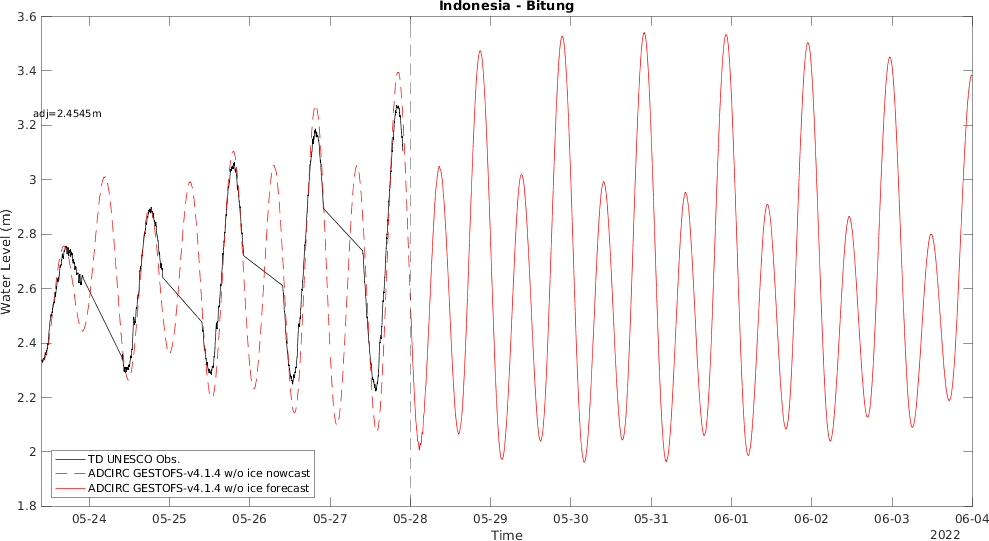 Indonesia - Bitung
3.6
3.4
adj=2.4545m
3.2
3
2.8
2.6
2.4
2.2
2
1.8
Water Level (m)
TD UNESCO Obs.
ADCIRC GESTOFS-v4.1.4 w/o ice nowcast
ADCIRC GESTOFS-v4.1.4 w/o ice forecast
05-24 05-25 05-26 05-27 05-28 05-29 05-30 05-31 06-01 06-02 06-03 06-04
Time
2022